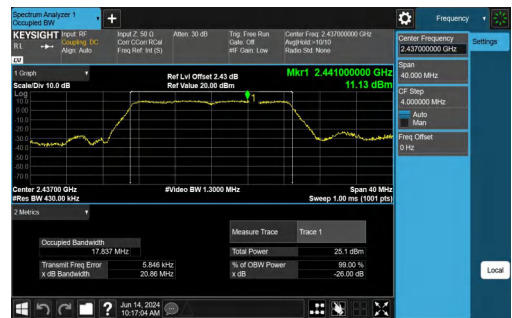 Spectrum Analyzer 1
Occupied BW
Frequency
KEYSIGHT
RL
Input: RF
Coupling: DC
Align: Auto
Input Z: 50 Ω
Corr CCorr RCal
Freq Ref: Int (S)
Atten: 30 dB
Trig: Free Run
Gate: Off
#IF Gain: Low
Center Freq: 2.437000000 GHz
Avg|Hold:>10/10
Radio Std: None
LV
Center Frequency
2.437000000 GHz
Settings
Span
40.000 MHz
CF Step
4.000000 MHz
Auto
Man
Freq Offset
0 Hz
1 Graph
Scale/Div 10.0 dB
Ref Lvl Offset 2.43 dB
Ref Value 20.00 dBm
Mkr1 2.441000000 GHz
11.13 dBm
Log
10.0
0.00
-10.0
-20.0
-30.0
-40.0
-50.0
-60.0
-70.0
1
Center 2.43700 GHz
#Res BW 430.00 kHz
#Video BW 1.3000 MHz
Span 40 MHz
Sweep 1.00 ms (1001 pts)
2 Metrics
Measure Trace
Trace 1
Occupied Bandwidth
17.837 MHz
Total Power
25.1 dBm
Transmit Freq Error
5.846 kHz
% of OBW Power
99.00 %
x dB Bandwidth
20.86 MHz
x dB
-26.00 dB
Local
?
Jun 14, 2024
10:17:04 AM